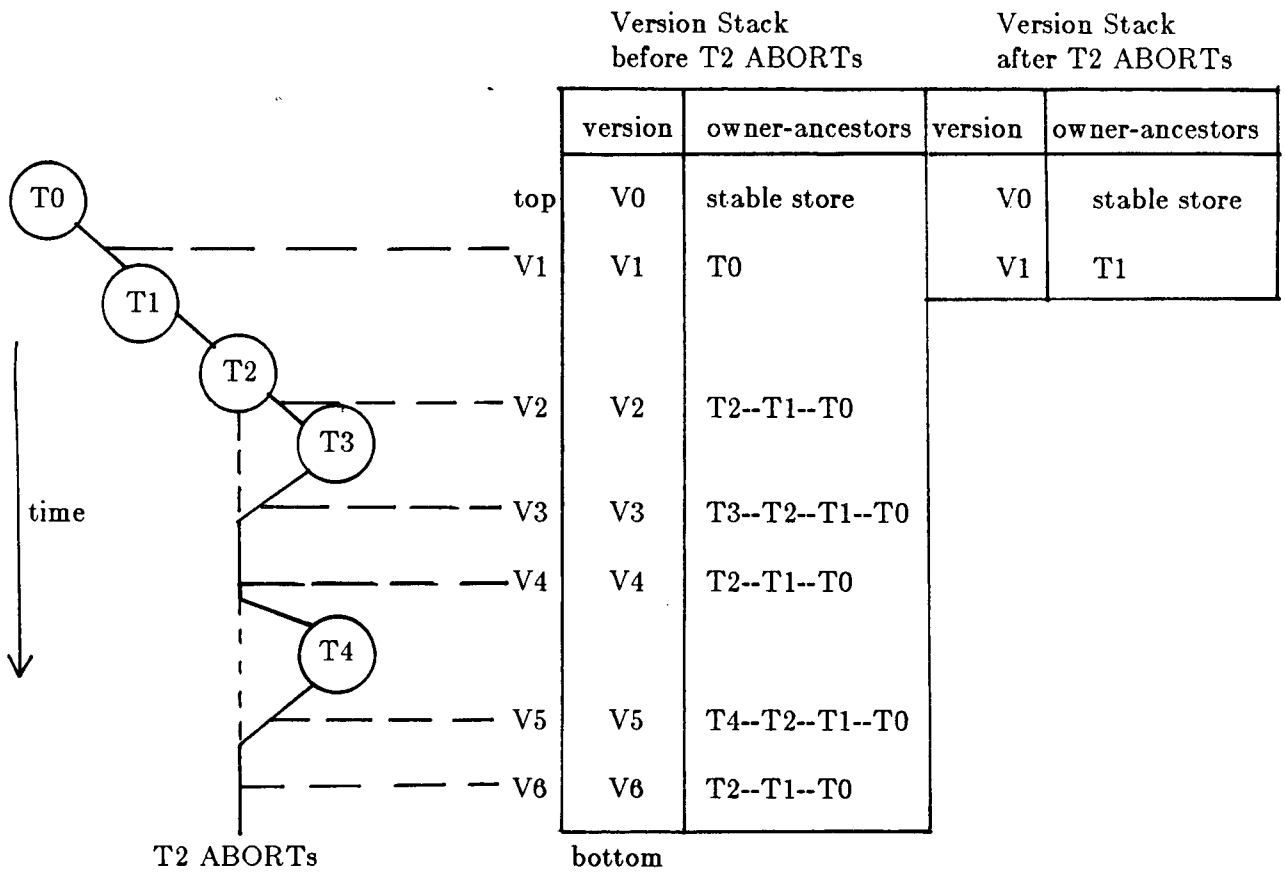 Version Stack
before T2 ABORTs
Version Stack
after T2 ABORTs
version owner-ancestors version owner-ancestors
T0
top V0 stable store V0 stable store
V1 V1 T0 V1 T1
T1
T2
V2 V2 T2--T1--T0
T3
time
V3 V3 T3--T2--T1--T0
V4 V4 T2--T1--T0
T4
V5 V5 T4--T2--T1--T0
V6 V6 T2--T1--T0
T2 ABORTs
bottom